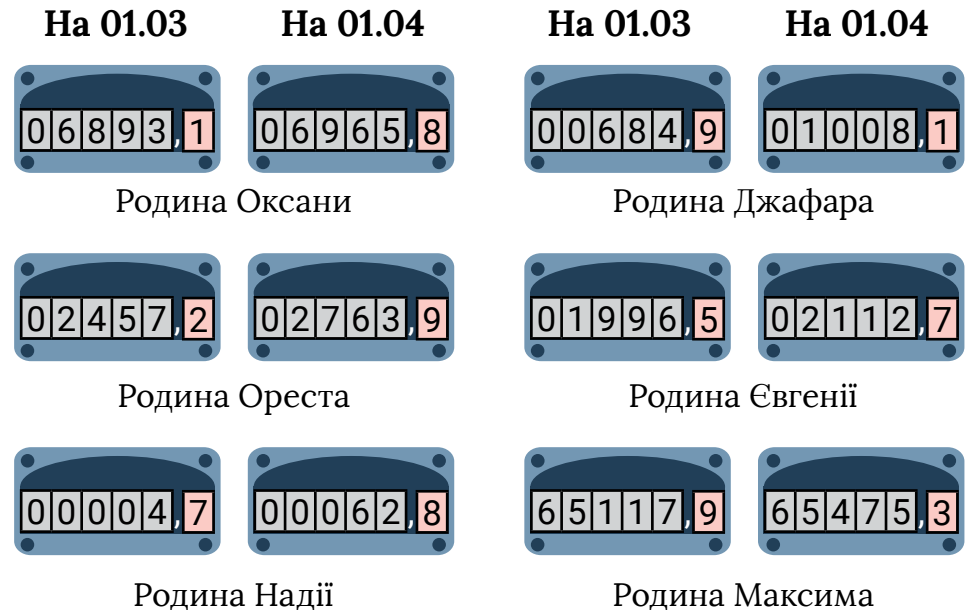 На 01.03 На 01.04 На 01.03 На 01.04
06893,1 06965,8 00684,9 01008,1
Родина Оксани Родина Джафара
02457,2 02763,9 01996,5 02112,7
Родина Ореста Родина Євгенії
00004,7 00062,8 65117,9 65475,3
Родина Надії Родина Максима